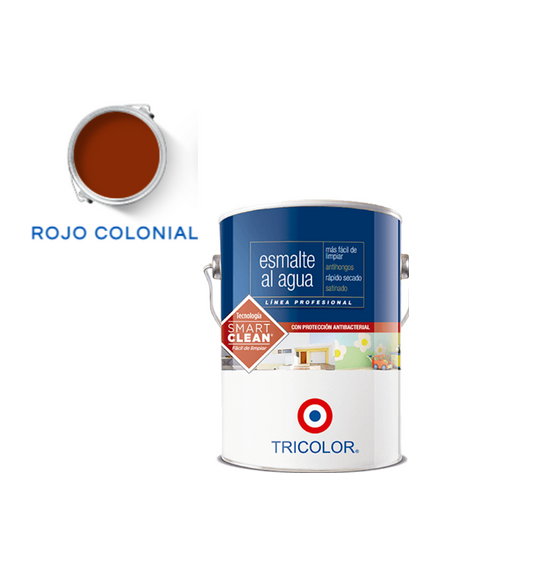 ROJO COLONIAL
esmalte
al agua
más fácil de
limpiar
antihongos
rápido secado
satinado
LÍNEA PROFESIONAL
Tecnología
SMART
CLEAN®
Fácil de limpiar
CON PROTECCIÓN ANTIBACTERIAL
TRICOLOR®